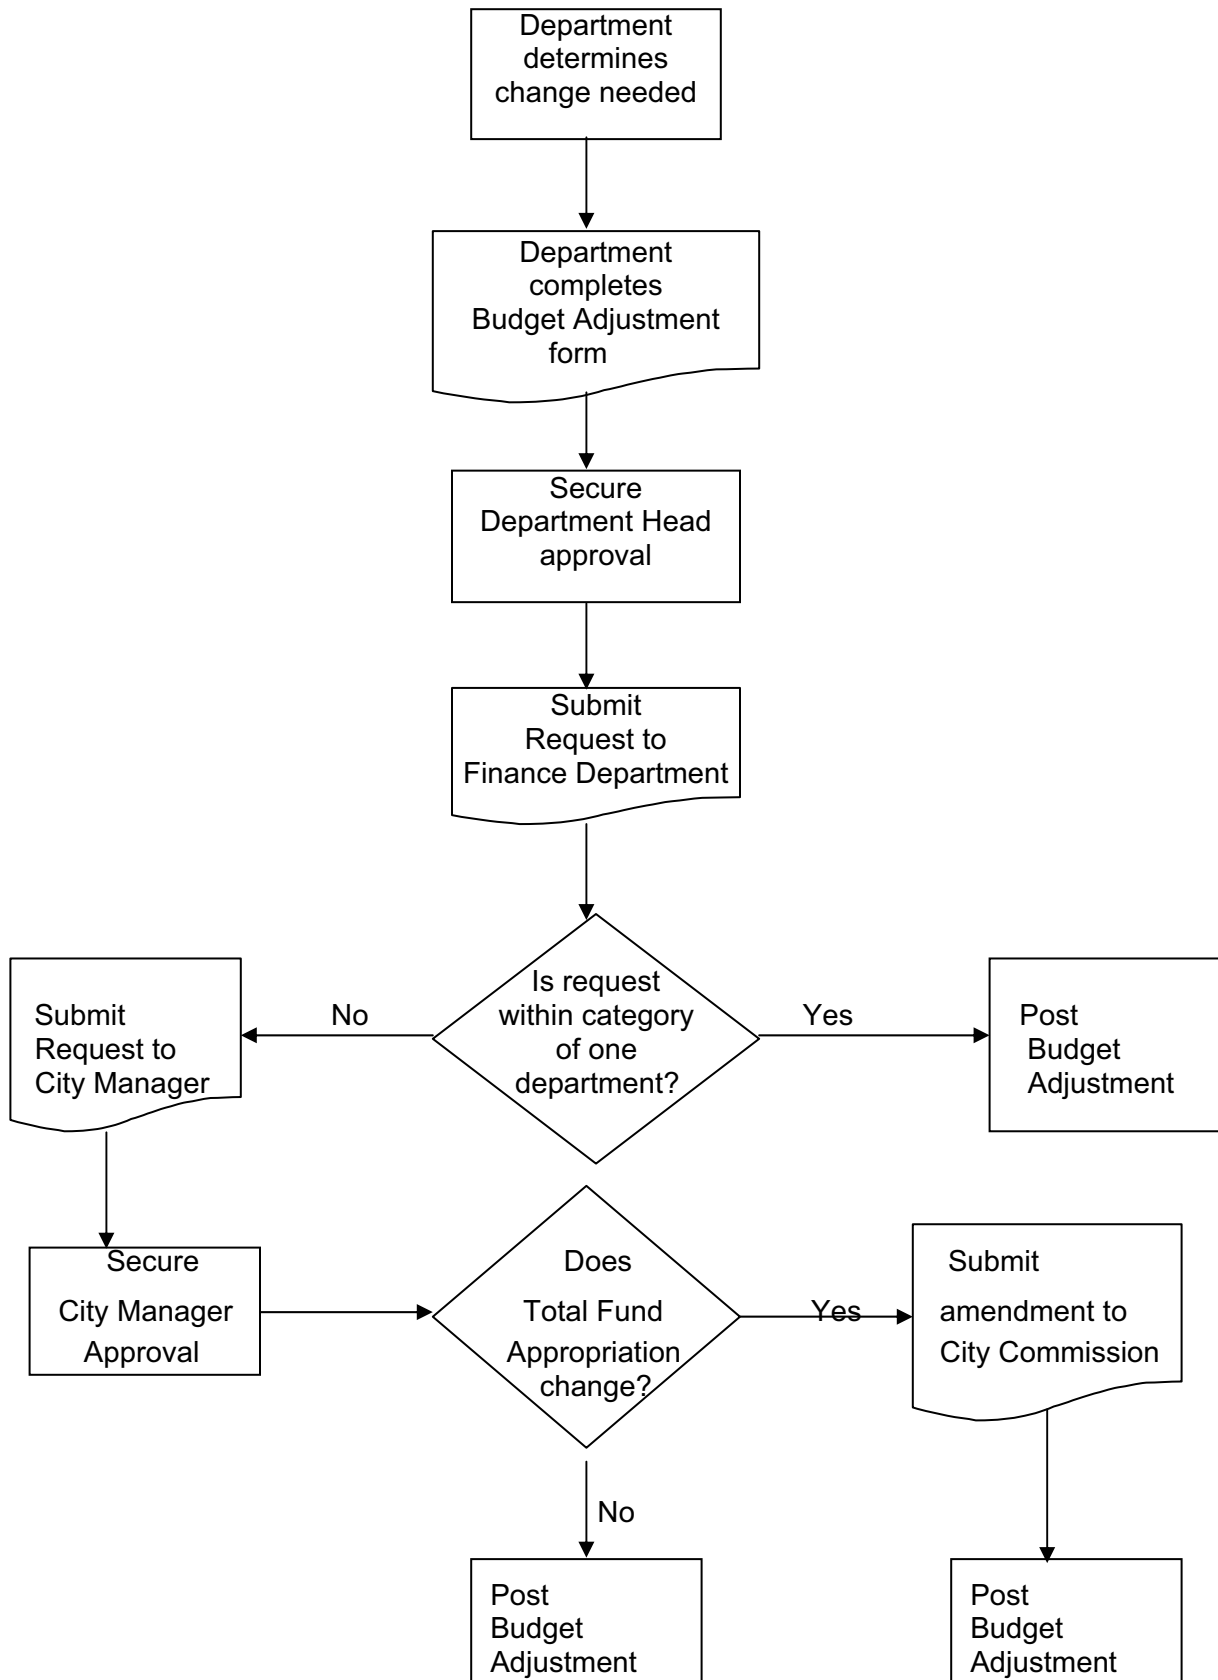 Department
determines
change needed
Department
completes
Budget Adjustment
form
Secure
Department Head
approval
Submit
Request to
Finance Department
Is request
within category
of one
department?
No
Yes
Submit
Request to
City Manager
Post
Budget
Adjustment
Secure
City Manager
Approval
Does
Total Fund
Appropriation
change?
Yes
Submit
amendment to
City Commission
No
Post
Budget
Adjustment
Post
Budget
Adjustment